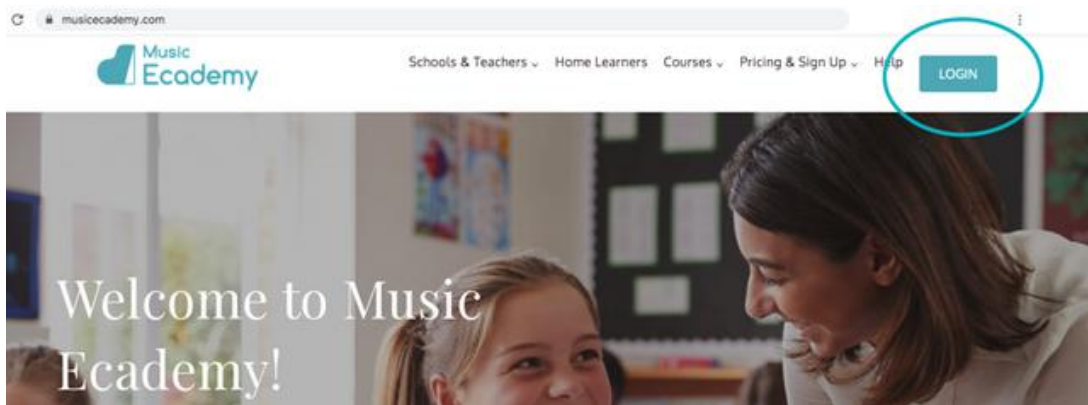 musicecademy.com
Music
Ecademy
Schools & Teachers Home Learners Courses Pricing & Sign Up Help
LOGIN
Welcome to Music
Ecademy!